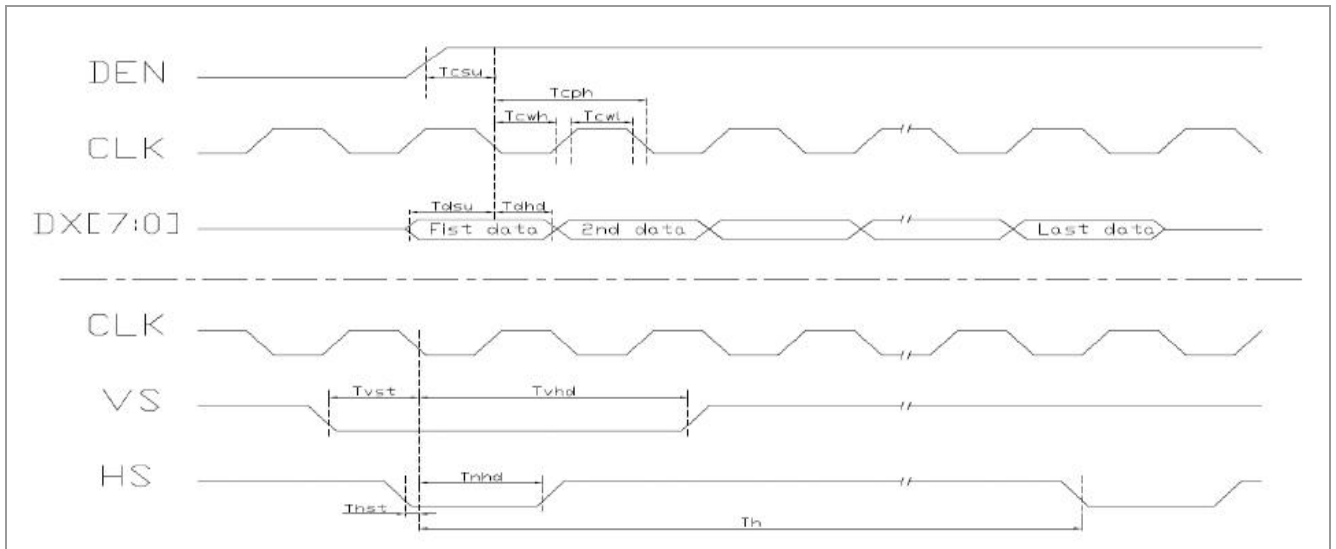 DEN
Tcsu
Tcph
Tcwh
Tcwl
CLK
Tdsu
Tdhd
DX[7:0]
Fist data
2nd data
Last data
CLK
Tvst
Tvhd
VS
HS
Tnhd
Thst
Th